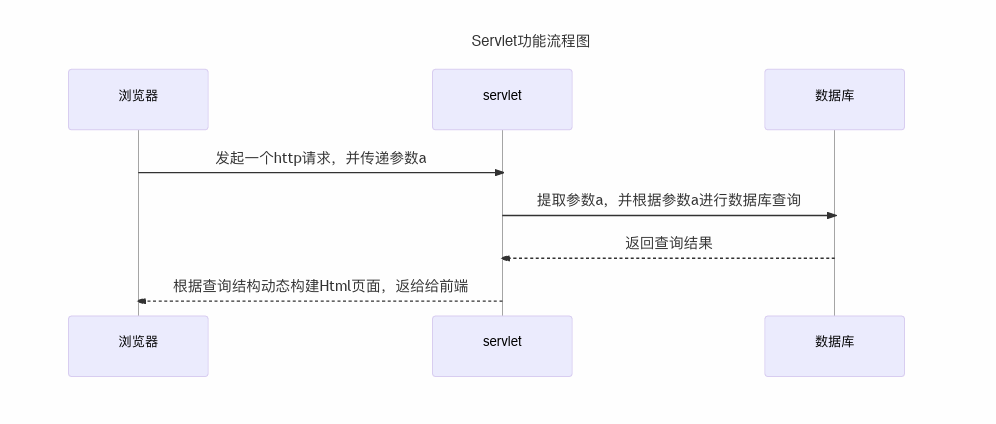 Servlet功能流程图
浏览器
servlet
数据库
发起一个http请求，并传递参数a
提取参数a，并根据参数a进行数据库查询
返回查询结果
根据查询结构动态构建Html页面，返给给前端
浏览器
servlet
数据库